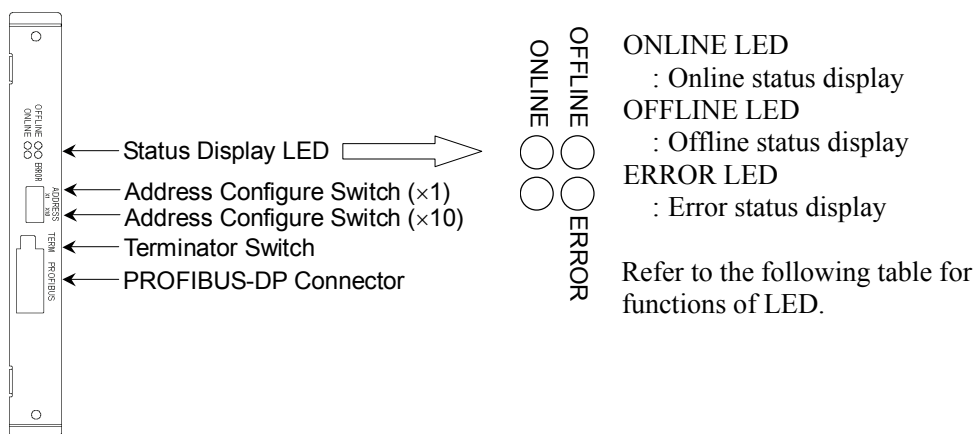 OFFLINE
ONLINE
ERROR
ADDRESS
X1
X10
TERM
PROFIBUS
Status Display LED
Address Configure Switch (×1)
Address Configure Switch (×10)
Terminator Switch
PROFIBUS-DP Connector
ONLINE
OFFLINE
ERROR
ONLINE LED
: Online status display
OFFLINE LED
: Offline status display
ERROR LED
: Error status display
Refer to the following table for
functions of LED.